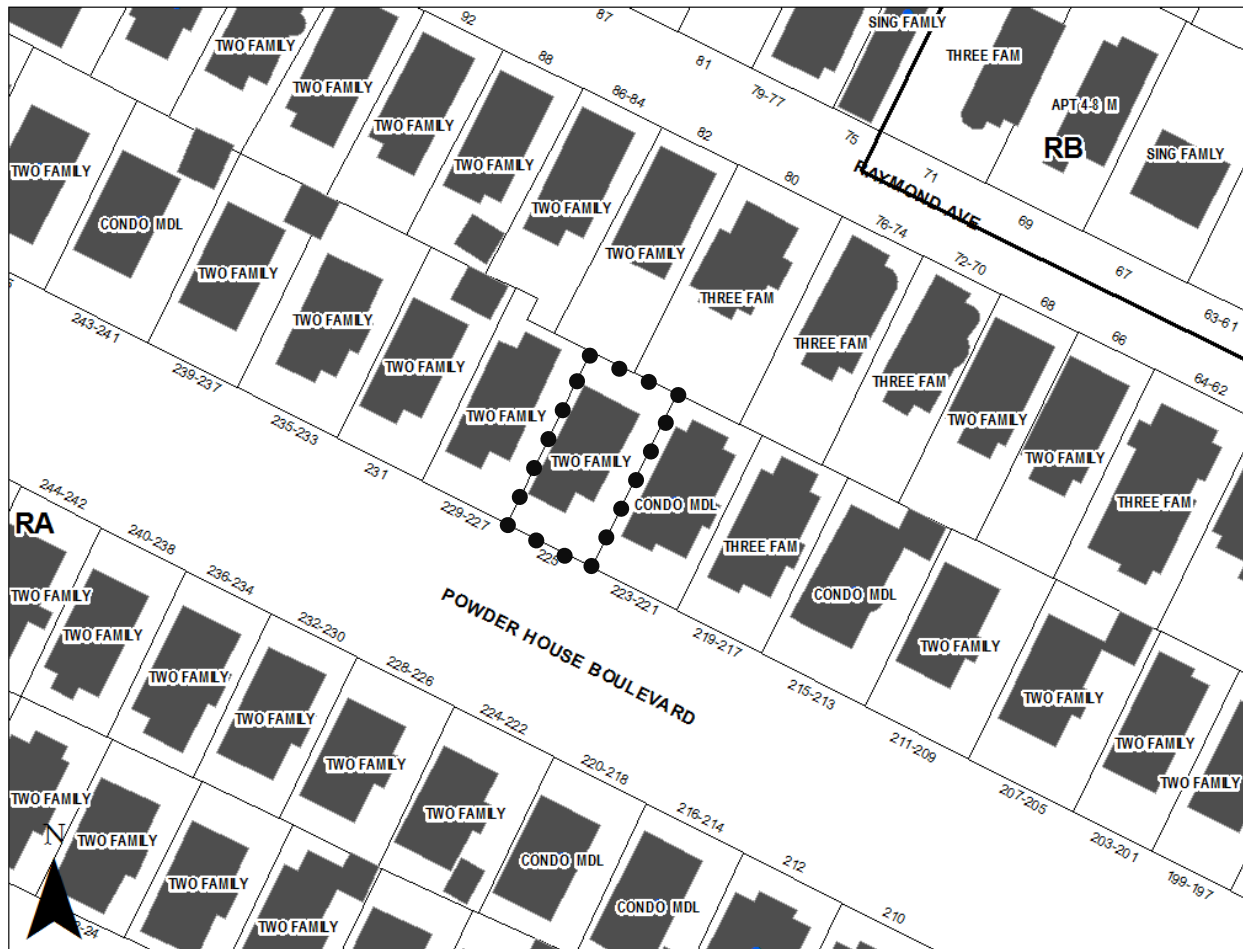 92
87
SING FAMLY
TWO FAMILY
THREE FAM
88
81
TWO FAMILY
86-84
79-77
APT 4-8 M
TWO FAMILY
82
75
RB
SING FAMLY
TWO FAMILY
TWO FAMILY
80
71
RAYMOND AVE
CONDO MDL
TWO FAMILY
76-74
69
TWO FAMILY
TWO FAMILY
72-70
67
THREE FAM
68
63-61
243-241
TWO FAMILY
THREE FAM
66
239-237
TWO FAMILY
THREE FAM
64-62
235-233
TWO FAMILY
TWO FAMILY
231
TWO FAMILY
TWO FAMILY
244-242
229-227
CONDO MDL
THREE FAM
RA
240-238
225
THREE FAM
236-234
TWO FAMILY
223-221
CONDO MDL
232-230
POWDER HOUSE BOULEVARD
TWO FAMILY
219-217
TWO FAMILY
228-226
TWO FAMILY
215-213
TWO FAMILY
224-222
TWO FAMILY
211-209
TWO FAMILY
TWO FAMILY
220-218
207-205
TWO FAMILY
TWO FAMILY
216-214
203-201
N
TWO FAMILY
CONDO MDL
212
199-197
TWO FAMILY
CONDO MDL
210
TWO FAMILY